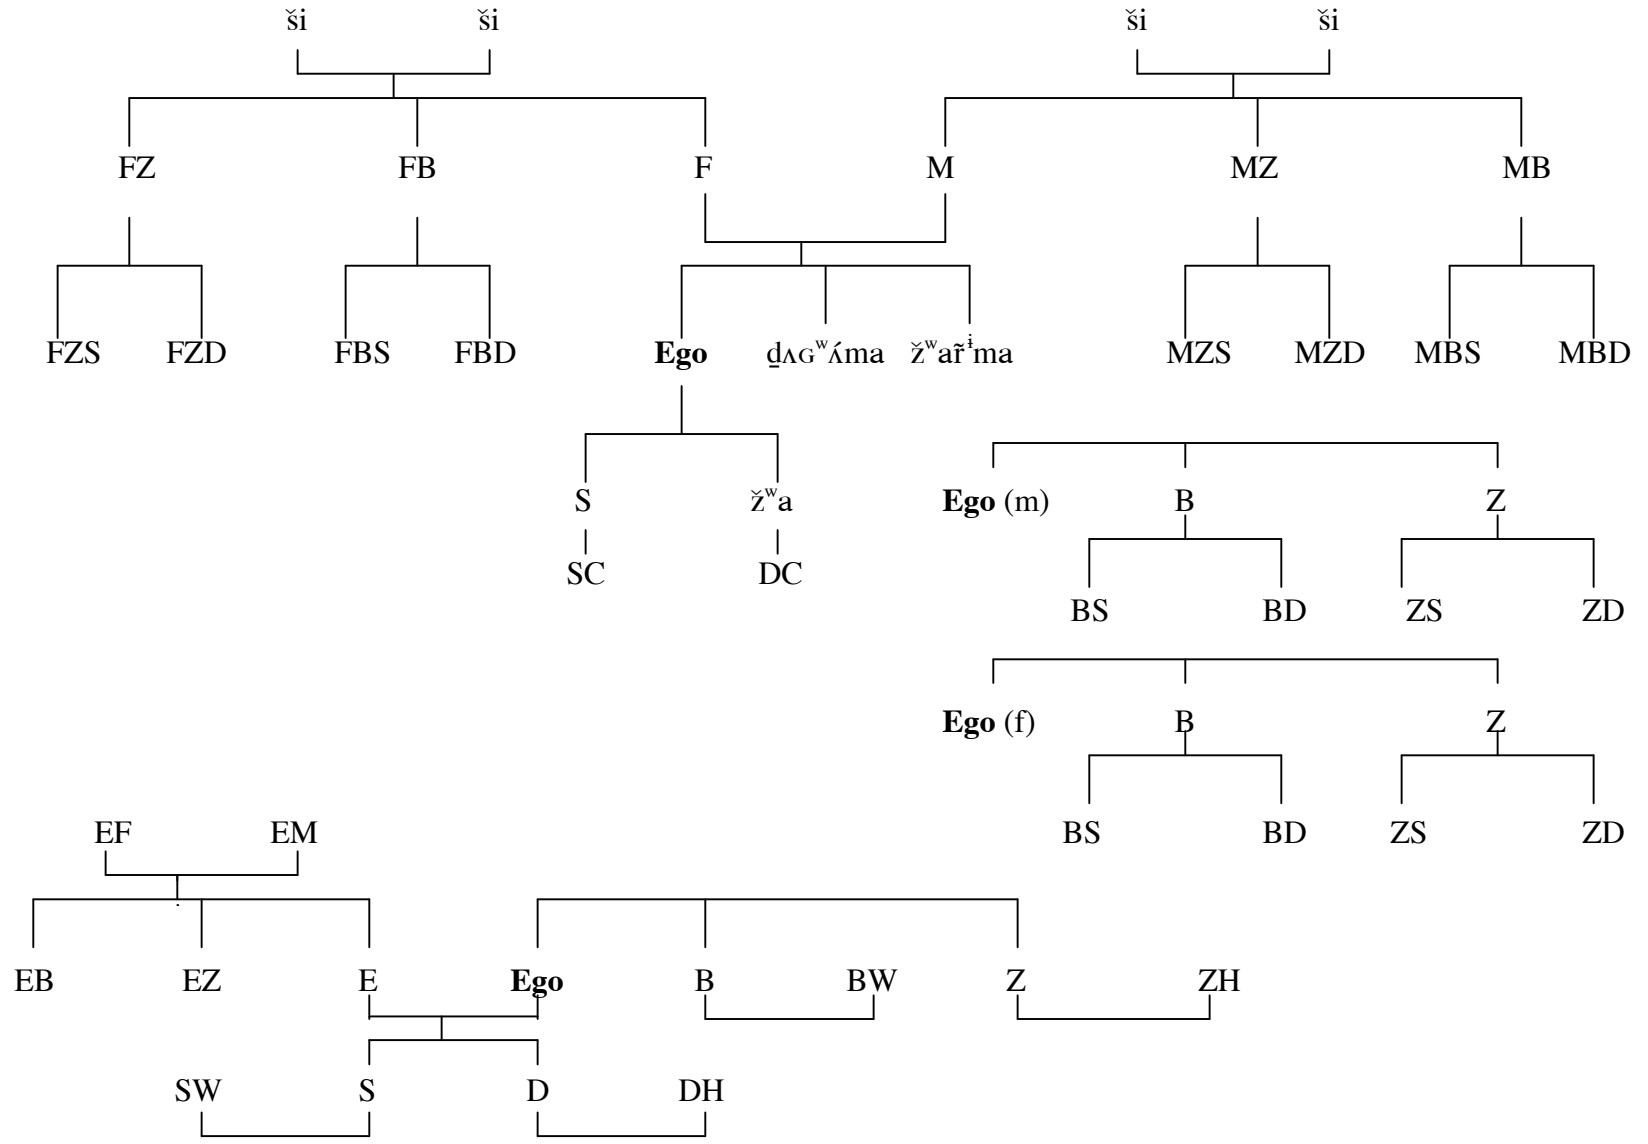 ši ši ši ši
FZ FB F M MZ MB
FZS FZD FBS FBD Ego ḏʌɢʷʌ́ma žʷar̃ᵻma MZS MZD MBS MBD
S žʷa Ego (m) B Z
SC DC
BS BD ZS ZD
Ego (f) B Z
EF EM BS BD ZS ZD
EB EZ E Ego B BW Z ZH
SW S D DH